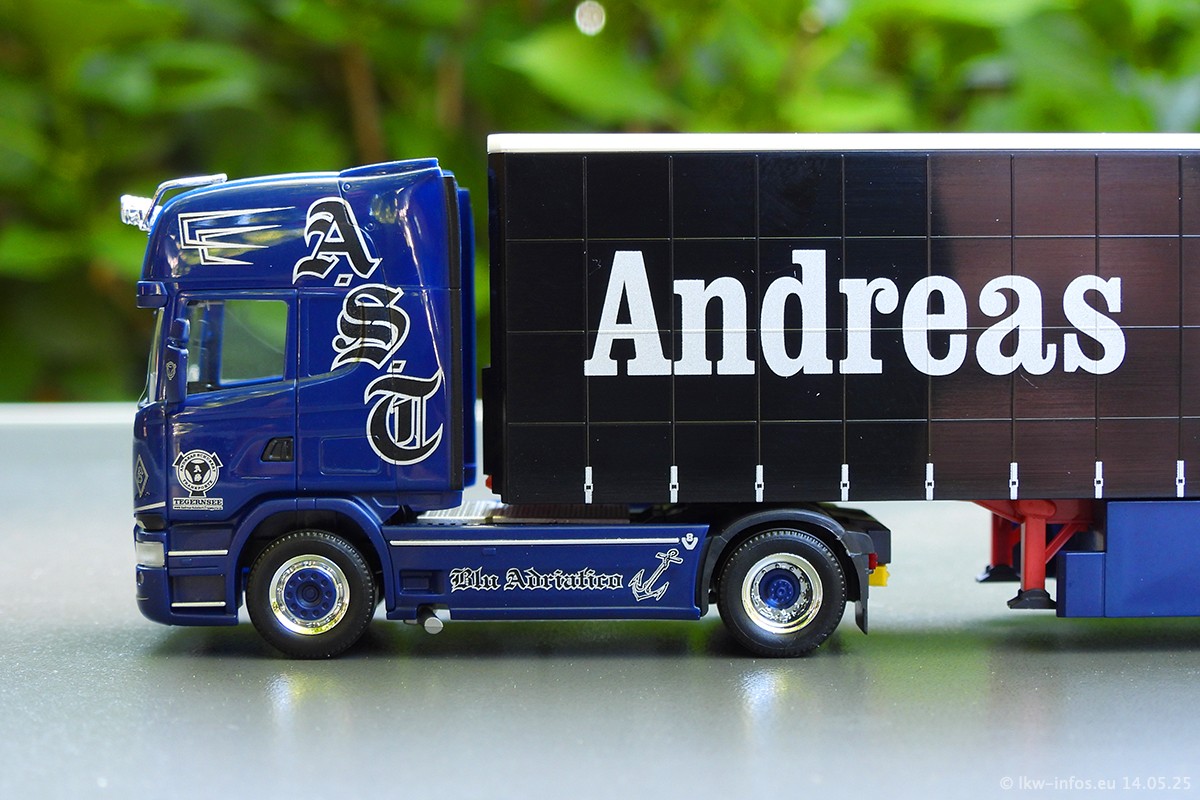 A.
S.
T
Andreas
TEGERNSEE
Blu Adriatico
© lkw-infos.eu 14.05.25